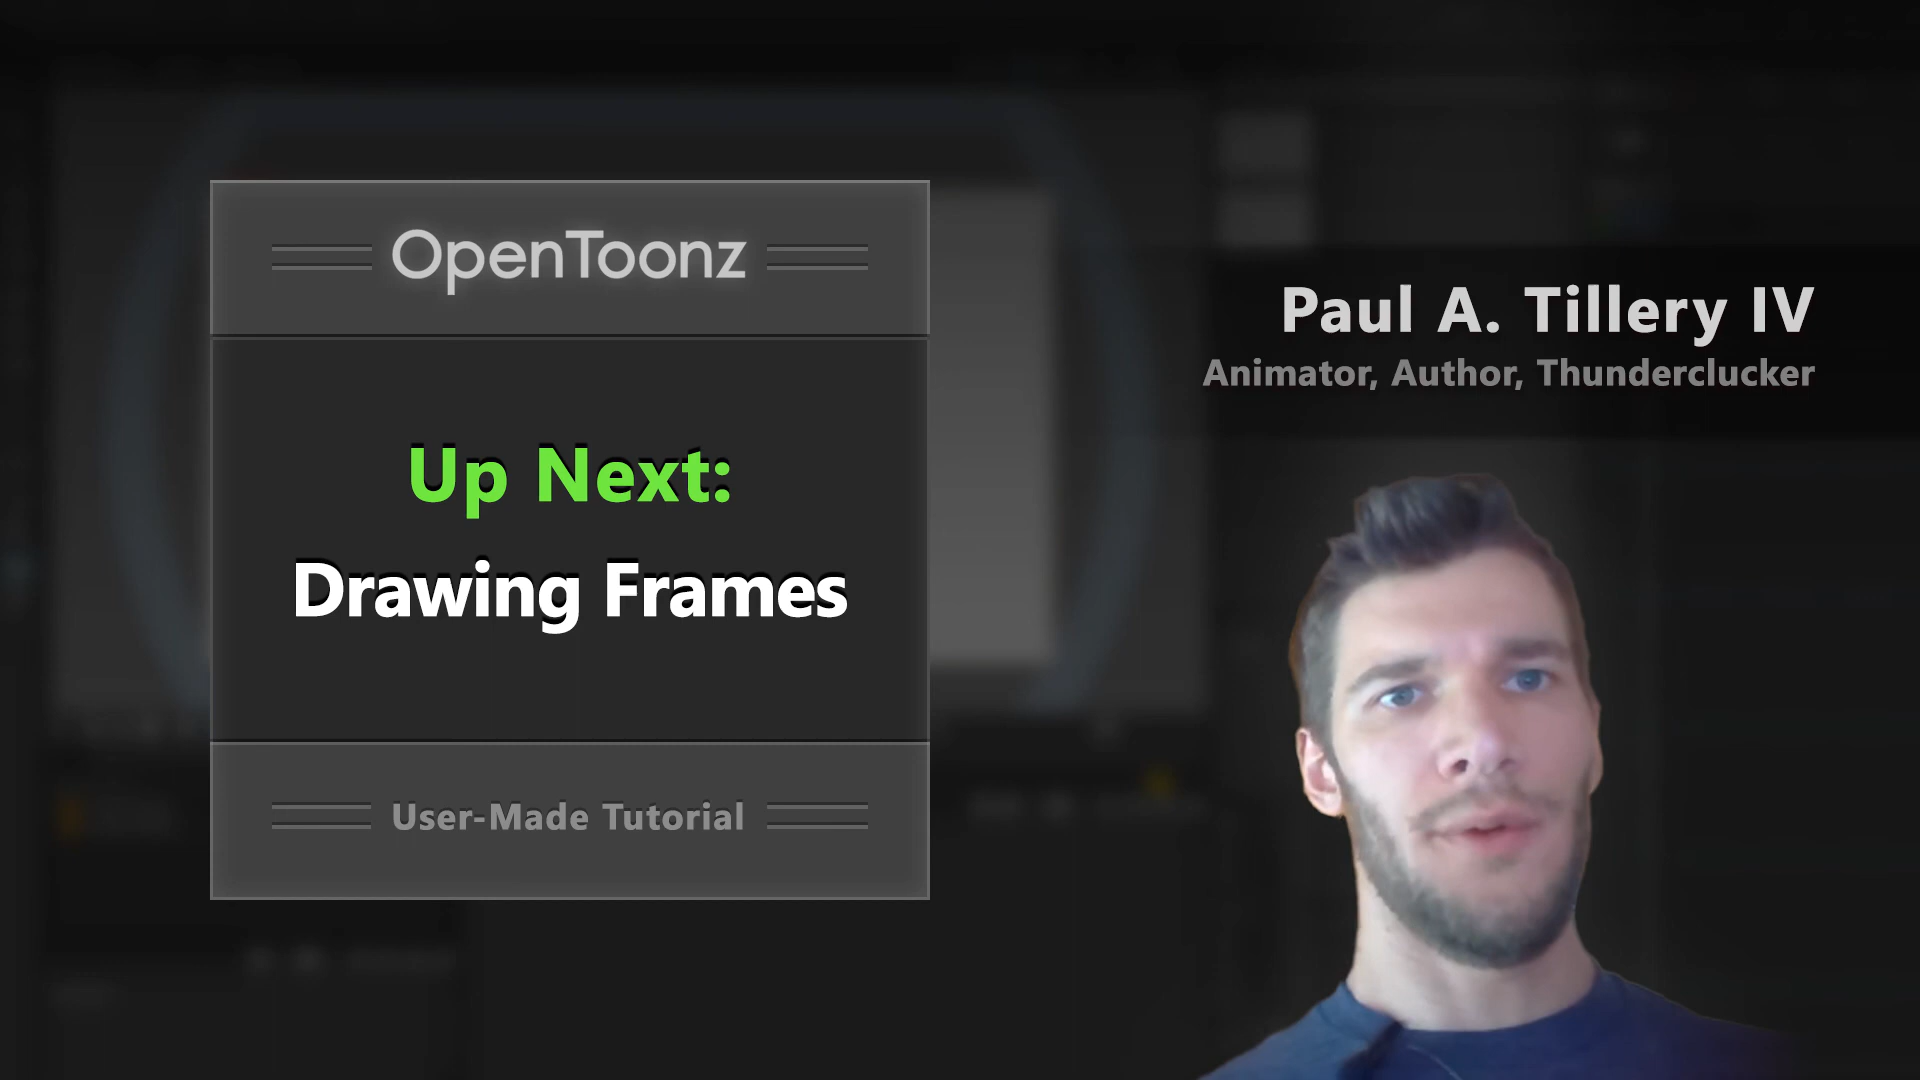 OpenToonz
Up Next:
Drawing Frames
User-Made Tutorial
Paul A. Tillery IV
Animator, Author, Thunderclucker